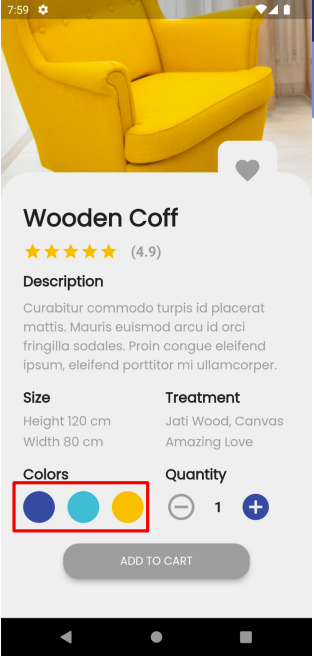 7:59
Wooden Coff
(4.9)
Description
Curabitur commodo turpis id placerat
mattis. Mauris euismod arcu id orci
fringilla sodales. Proin congue eleifend
ipsum, eleifend porttitor mi ullamcorper.
Size
Height 120 cm
Width 80 cm
Treatment
Jati Wood, Canvas
Amazing Love
Colors
Quantity
1
ADD TO CART